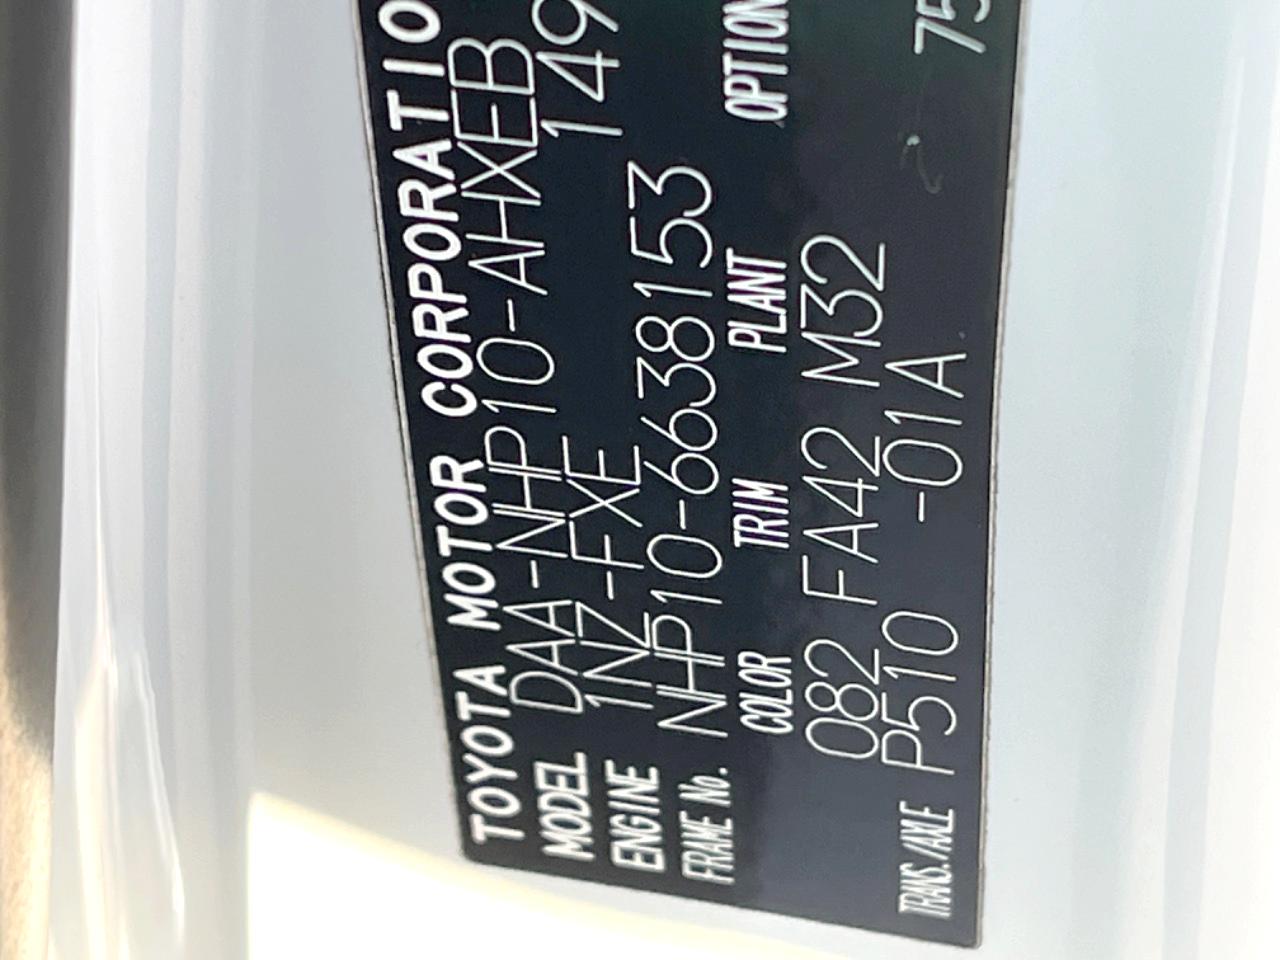 TOYOTA MOTOR CORPORATIO
MODEL DAA-NHP10-AHXEB
ENGINE 1NZ-FXE 149
FRAME No. NHP10-6638153
COLOR TRIM PLANT OPTION
082 FA42 M32
TRANS./AXLE P510 -01A 75